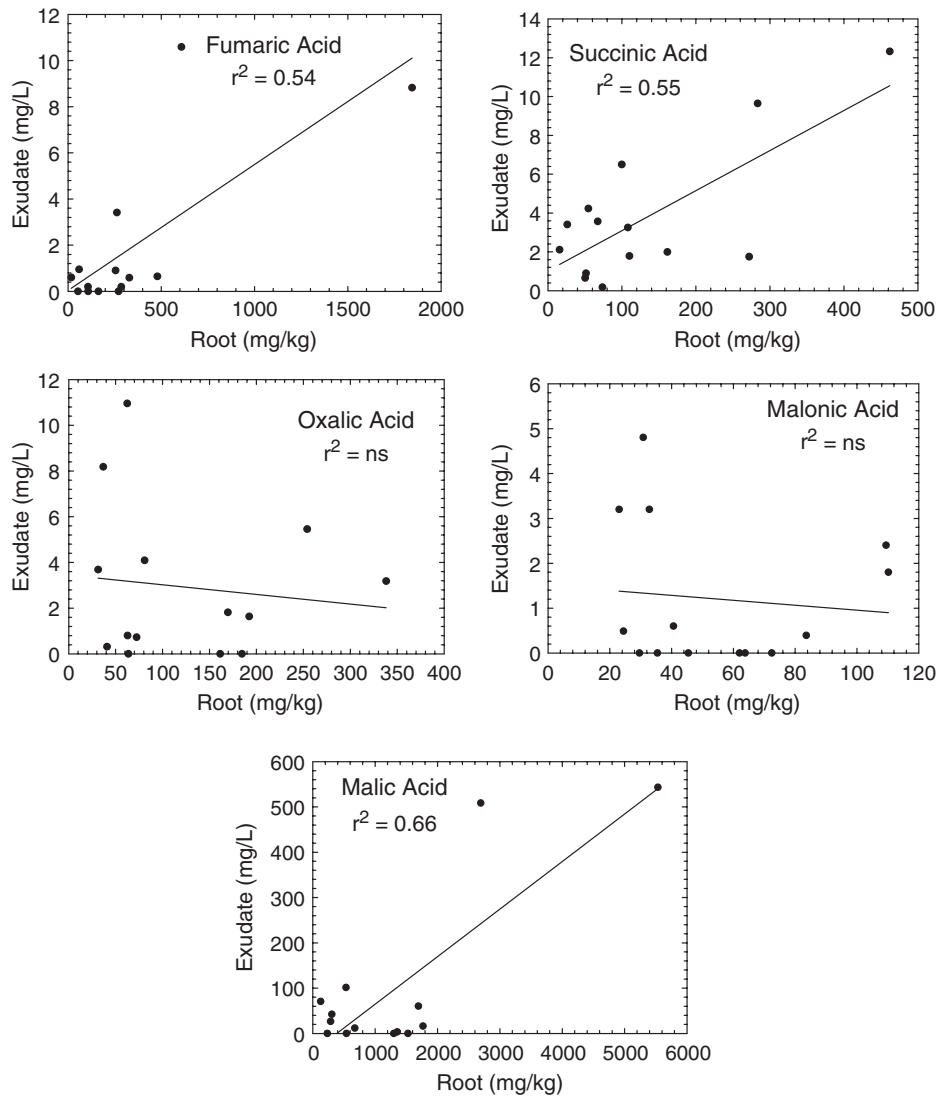 12
10
8
6
4
2
0
Exudate (mg/L)
Fumaric Acid
r² = 0.54
0 500 1000 1500 2000
Root (mg/kg)
14
12
10
8
6
4
2
0
Exudate (mg/L)
Succinic Acid
r² = 0.55
0 100 200 300 400 500
Root (mg/kg)
12
10
8
6
4
2
0
Exudate (mg/L)
Oxalic Acid
r² = ns
0 50 100 150 200 250 300 350 400
Root (mg/kg)
6
5
4
3
2
1
0
Exudate (mg/L)
Malonic Acid
r² = ns
0 20 40 60 80 100 120
Root (mg/kg)
600
500
400
300
200
100
0
Exudate (mg/L)
Malic Acid
r² = 0.66
0 1000 2000 3000 4000 5000 6000
Root (mg/kg)